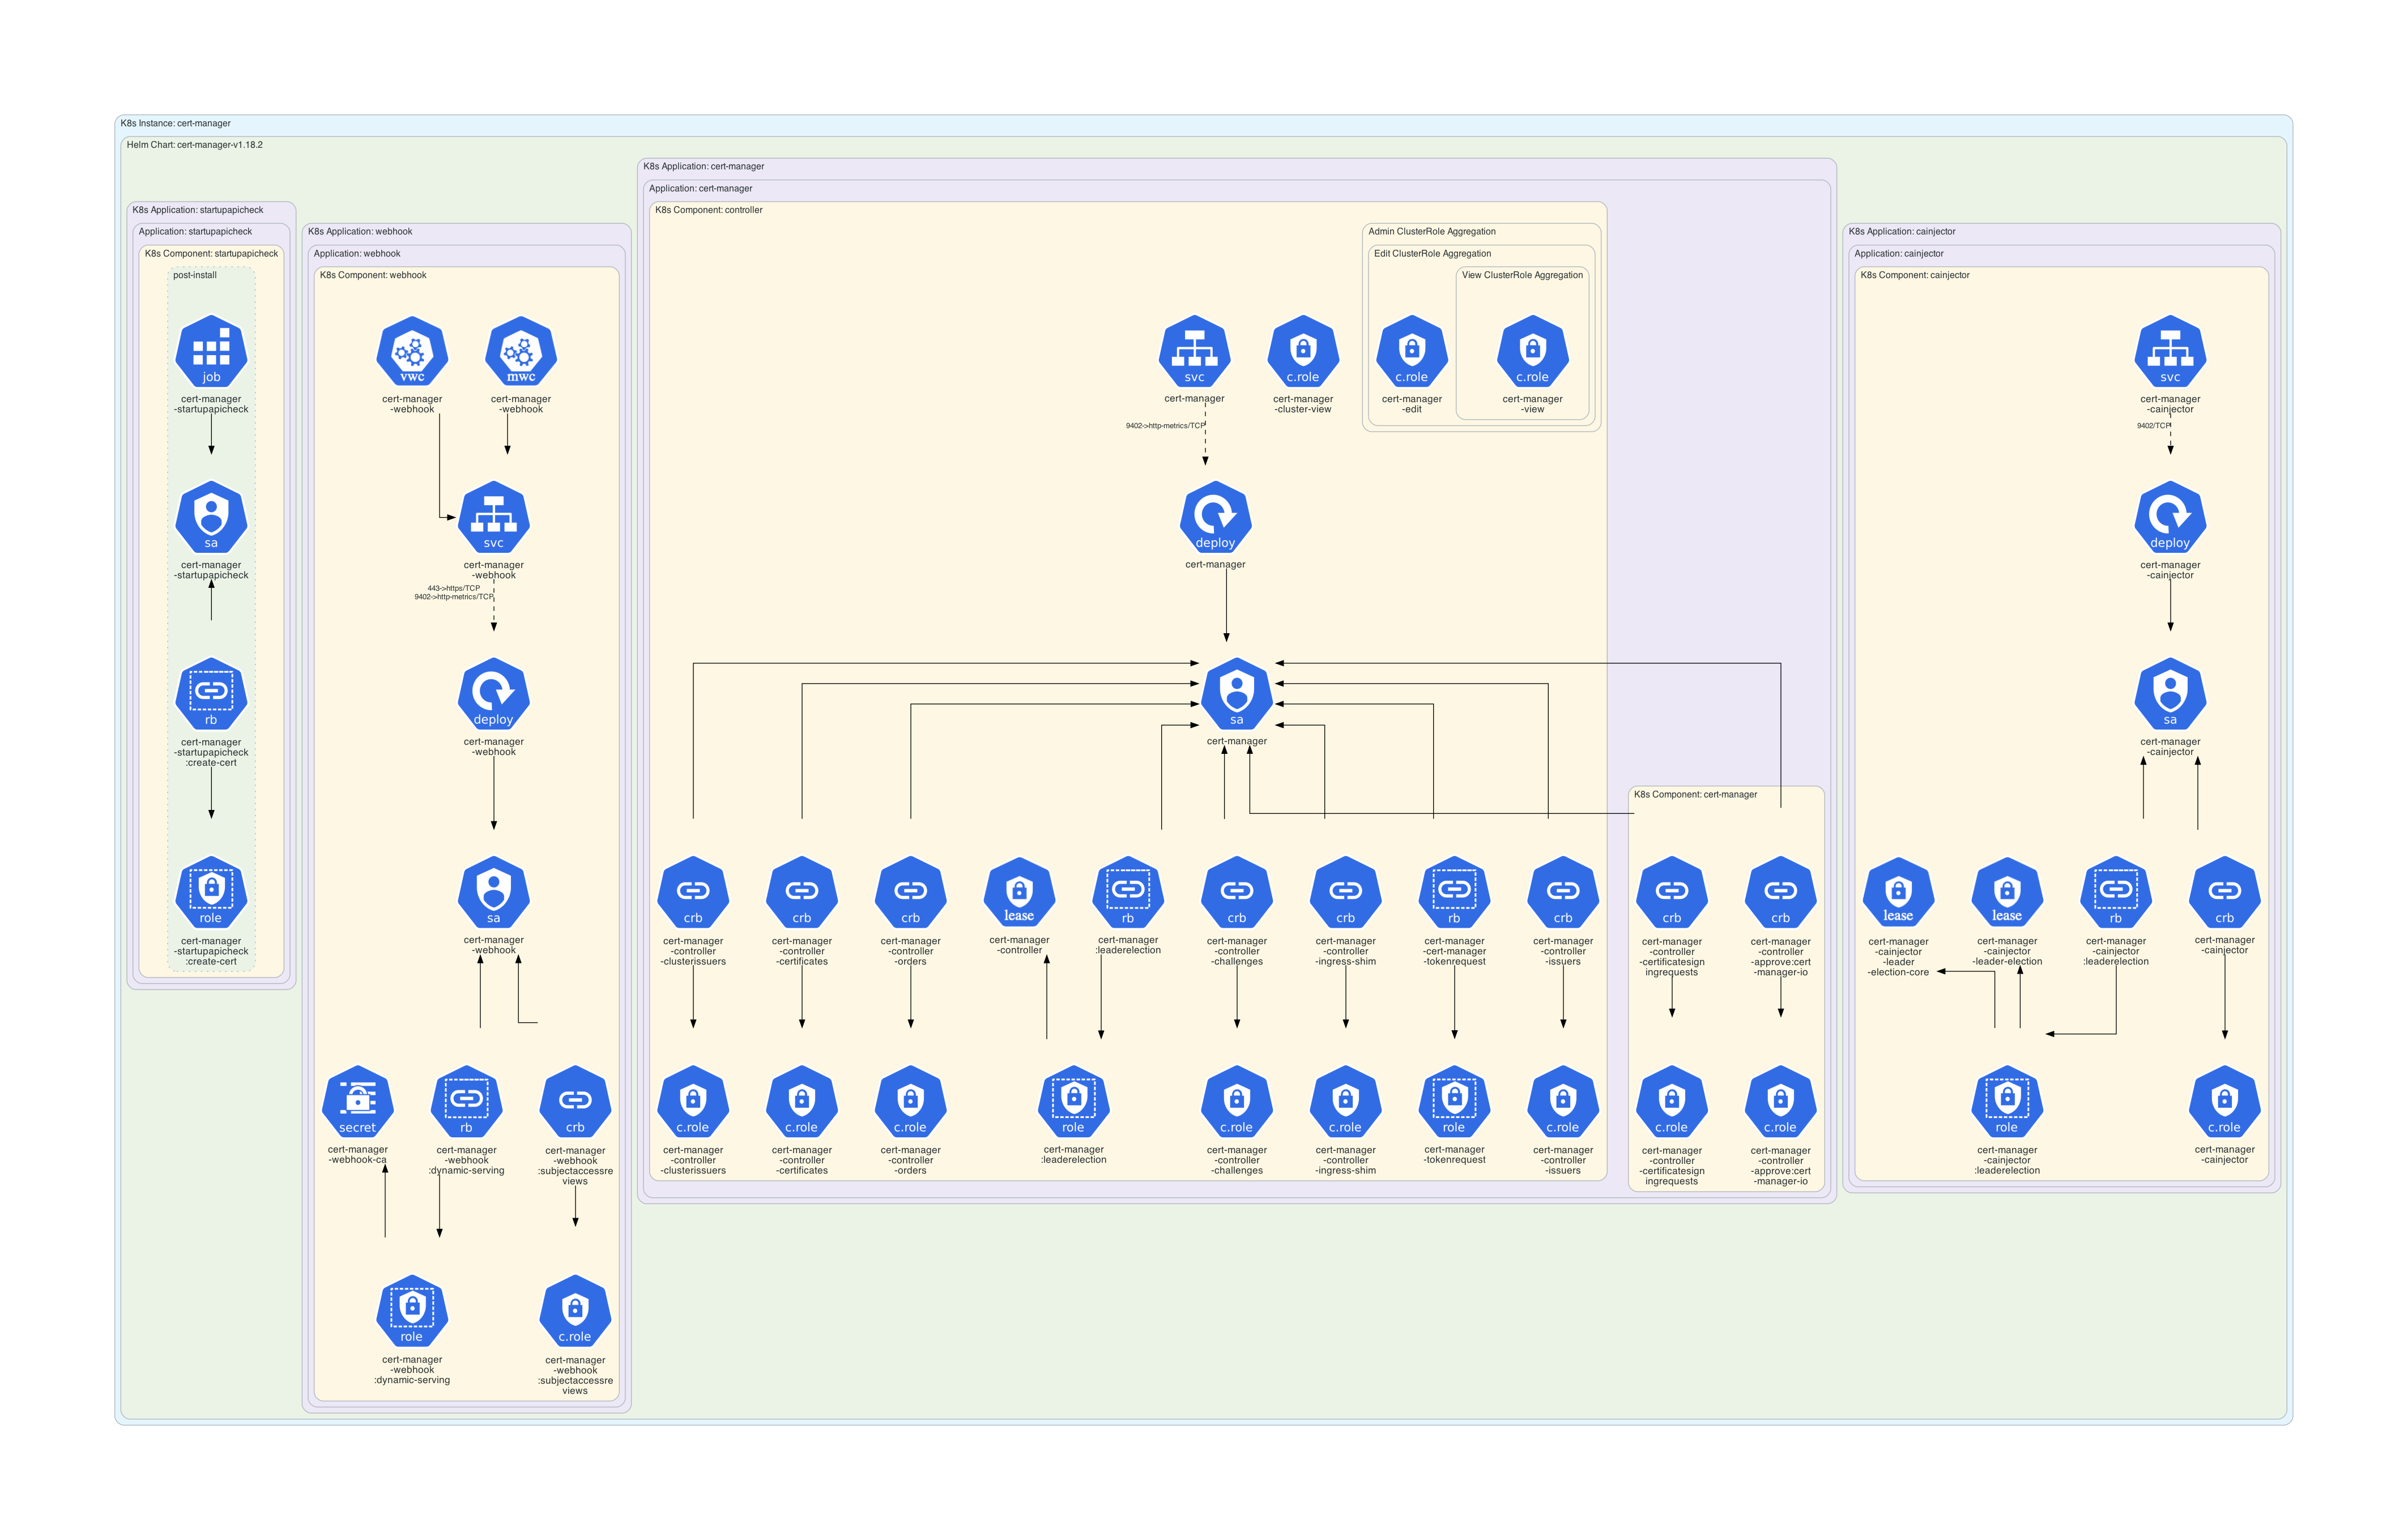 K8s Instance: cert-manager
Helm Chart: cert-manager-v1.18.2
K8s Application: startupapicheck
Application: startupapicheck
K8s Component: startupapicheck
post-install
job
cert-manager
-startupapicheck
sa
cert-manager
-startupapicheck
rb
cert-manager
-startupapicheck
:create-cert
role
cert-manager
-startupapicheck
:create-cert
K8s Application: webhook
Application: webhook
K8s Component: webhook
vwc
cert-manager
-webhook
mwc
cert-manager
-webhook
svc
cert-manager
-webhook
443->https/TCP
9402->http-metrics/TCP
deploy
cert-manager
-webhook
sa
cert-manager
-webhook
secret
cert-manager
-webhook-ca
rb
cert-manager
-webhook
:dynamic-serving
crb
cert-manager
-webhook
:subjectaccessre
views
role
cert-manager
-webhook
:dynamic-serving
c.role
cert-manager
-webhook
:subjectaccessre
views
K8s Application: cert-manager
Application: cert-manager
K8s Component: controller
Admin ClusterRole Aggregation
Edit ClusterRole Aggregation
View ClusterRole Aggregation
svc
cert-manager
c.role
cert-manager
-cluster-view
c.role
cert-manager
-edit
c.role
cert-manager
-view
9402->http-metrics/TCP
deploy
cert-manager
sa
cert-manager
crb
cert-manager
-controller
-clusterissuers
crb
cert-manager
-controller
-certificates
crb
cert-manager
-controller
-orders
lease
cert-manager
-controller
rb
cert-manager
:leaderelection
crb
cert-manager
-controller
-challenges
crb
cert-manager
-controller
-ingress-shim
rb
cert-manager
-cert-manager
-tokenrequest
crb
cert-manager
-controller
-issuers
c.role
cert-manager
-controller
-clusterissuers
c.role
cert-manager
-controller
-certificates
c.role
cert-manager
-controller
-orders
role
cert-manager
:leaderelection
c.role
cert-manager
-controller
-challenges
c.role
cert-manager
-controller
-ingress-shim
role
cert-manager
-tokenrequest
c.role
cert-manager
-controller
-issuers
K8s Component: cert-manager
crb
cert-manager
-controller
-certificatesign
ingrequests
crb
cert-manager
-controller
-approve:cert
-manager-io
c.role
cert-manager
-controller
-certificatesign
ingrequests
c.role
cert-manager
-controller
-approve:cert
-manager-io
K8s Application: cainjector
Application: cainjector
K8s Component: cainjector
svc
cert-manager
-cainjector
9402/TCP
deploy
cert-manager
-cainjector
sa
cert-manager
-cainjector
lease
cert-manager
-cainjector
-leader
-election-core
lease
cert-manager
-cainjector
-leader-election
rb
cert-manager
-cainjector
:leaderelection
crb
cert-manager
-cainjector
role
cert-manager
-cainjector
:leaderelection
c.role
cert-manager
-cainjector